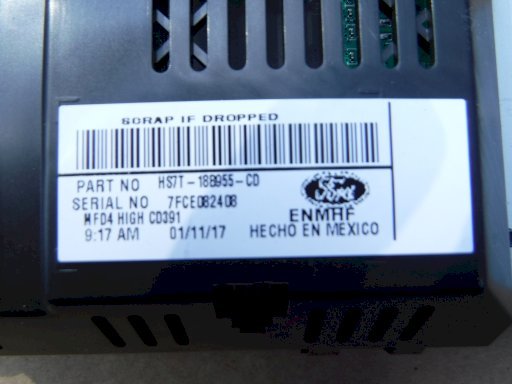 SCRAP IF DROPPED
PART NO HS7T-18B955-CD
SERIAL NO 7FCE082408
MFD4 HIGH CD391
Ford
ENMRF
9:17 AM 01/11/17 HECHO EN MEXICO